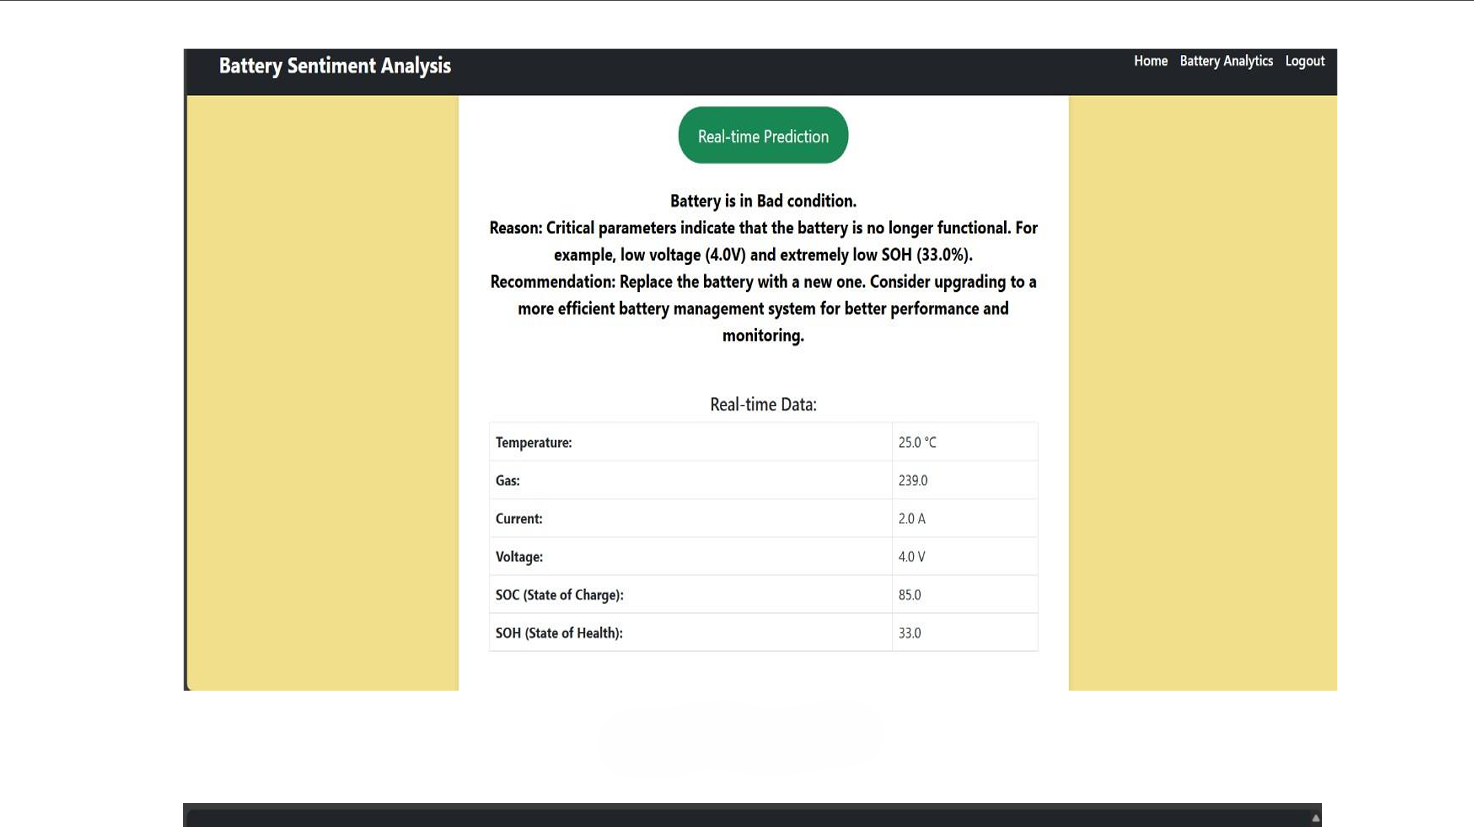 Battery Sentiment Analysis
Home Battery Analytics Logout
Real-time Prediction
Battery is in Bad condition.
Reason: Critical parameters indicate that the battery is no longer functional. For
example, low voltage (4.0V) and extremely low SOH (33.0%).
Recommendation: Replace the battery with a new one. Consider upgrading to a
more efficient battery management system for better performance and
monitoring.
Real-time Data:
Temperature: 25.0 °C
Gas: 239.0
Current: 2.0 A
Voltage: 4.0 V
SOC (State of Charge): 85.0
SOH (State of Health): 33.0